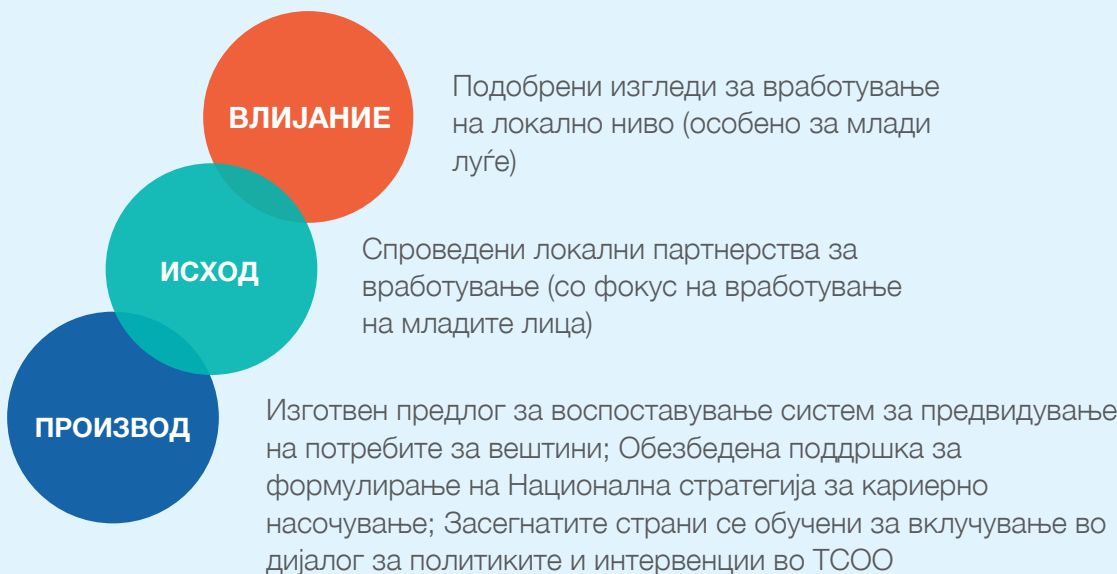 ВЛИЈАНИЕ
Подобрени изгледи за вработување
на локално ниво (особено за млади
луѓе)
ИСХОД
Спроведени локални партнерства за
вработување (со фокус на вработување
на младите лица)
ПРОИЗВОД
Изготвен предлог за воспоставување систем за предвидување
на потребите за вештини; Обезбедена поддршка за
формулирање на Национална стратегија за кариерно
насочување; Засегнатите страни се обучени за вклучување во
дијалог за политиките и интервенции во ТСОО